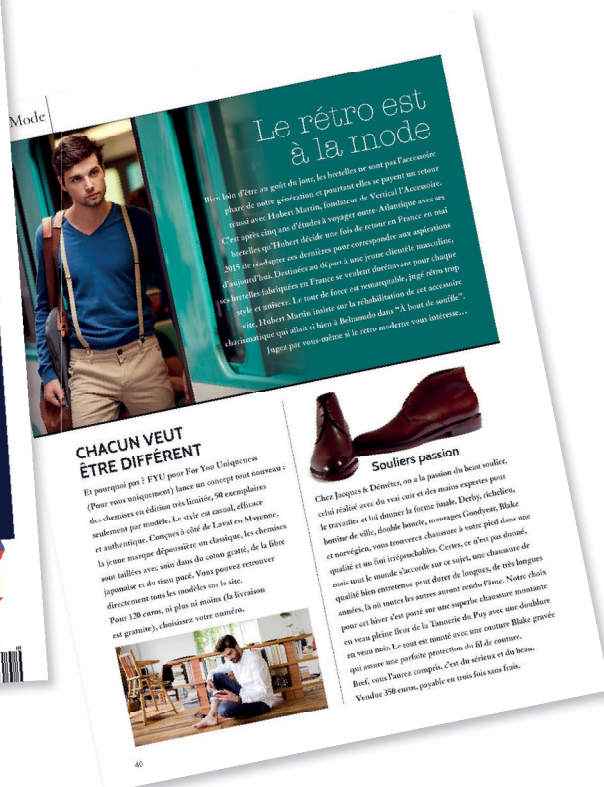 Mode
Le rétro est
à la mode
Bien loin d'être au goût du jour, les bretelles ne sont pas l'accessoire
phare de notre génération et pourtant elles se payent un retour
réussi avec Hubert Martin, fondateur de Vertical l'Accessoire.
C'est après cinq ans d'études à voyager outre-Atlantique avec ses
bretelles qu'Hubert décide une fois de retour en France en mai
2015 de réadapter ces dernières pour correspondre aux aspirations
d'aujourd'hui. Destinées au départ à une jeune clientèle masculine,
ses bretelles fabriquées en France se veulent dorénavant pour chaque
style et unisexe. Le tour de force est remarquable, jugé rétro trop
vite, Hubert Martin insiste sur la réhabilitation de cet accessoire
charismatique qui allait si bien à Belmondo dans "À bout de souffle".
Jugez par vous-même si le rétro moderne vous intéresse...
CHACUN VEUT
ÊTRE DIFFÉRENT
Et pourquoi pas ? FYU pour For You Uniqueness
(Pour vous uniquement) lance un concept tout nouveau :
des chemises en édition très limitée, 50 exemplaires
seulement par modèle. Le style est casual, efficace
et authentique. Conçues à côté de Laval en Mayenne,
la jeune marque dépoussière un classique, les chemises
sont taillées avec soin dans du coton gratté, de la fibre
japonaise et du tissu pucé. Vous pouvez retrouver
directement tous les modèles sur le site.
Pour 120 euros, ni plus ni moins (la livraison
est gratuite), choisissez votre numéro.
Souliers passion
Chez Jacques & Déméter, on a la passion du beau soulier,
celui réalisé avec du vrai cuir et des mains expertes pour
le travailler et lui donner la forme finale. Derby, richelieu,
bottine de ville, double boucle, montages Goodyear, Blake
et norvégien, vous trouverez chaussure à votre pied dans une
qualité et un fini irréprochables. Certes, ce n'est pas donné,
mais tout le monde s'accorde sur ce sujet, une chaussure de
qualité bien entretenue peut durer de longues, de très longues
années, là où toutes les autres auront rendu l'âme. Notre choix
pour cet hiver s'est porté sur une superbe chaussure montante
en veau pleine fleur de la Tannerie du Puy avec une doublure
en veau noir. Le tout est monté avec une couture Blake gravée
qui assure une parfaite protection du fil de couture.
Bref, vous l'aurez compris, c'est du sérieux et du beau.
Vendue 350 euros, payable en trois fois sans frais.
40